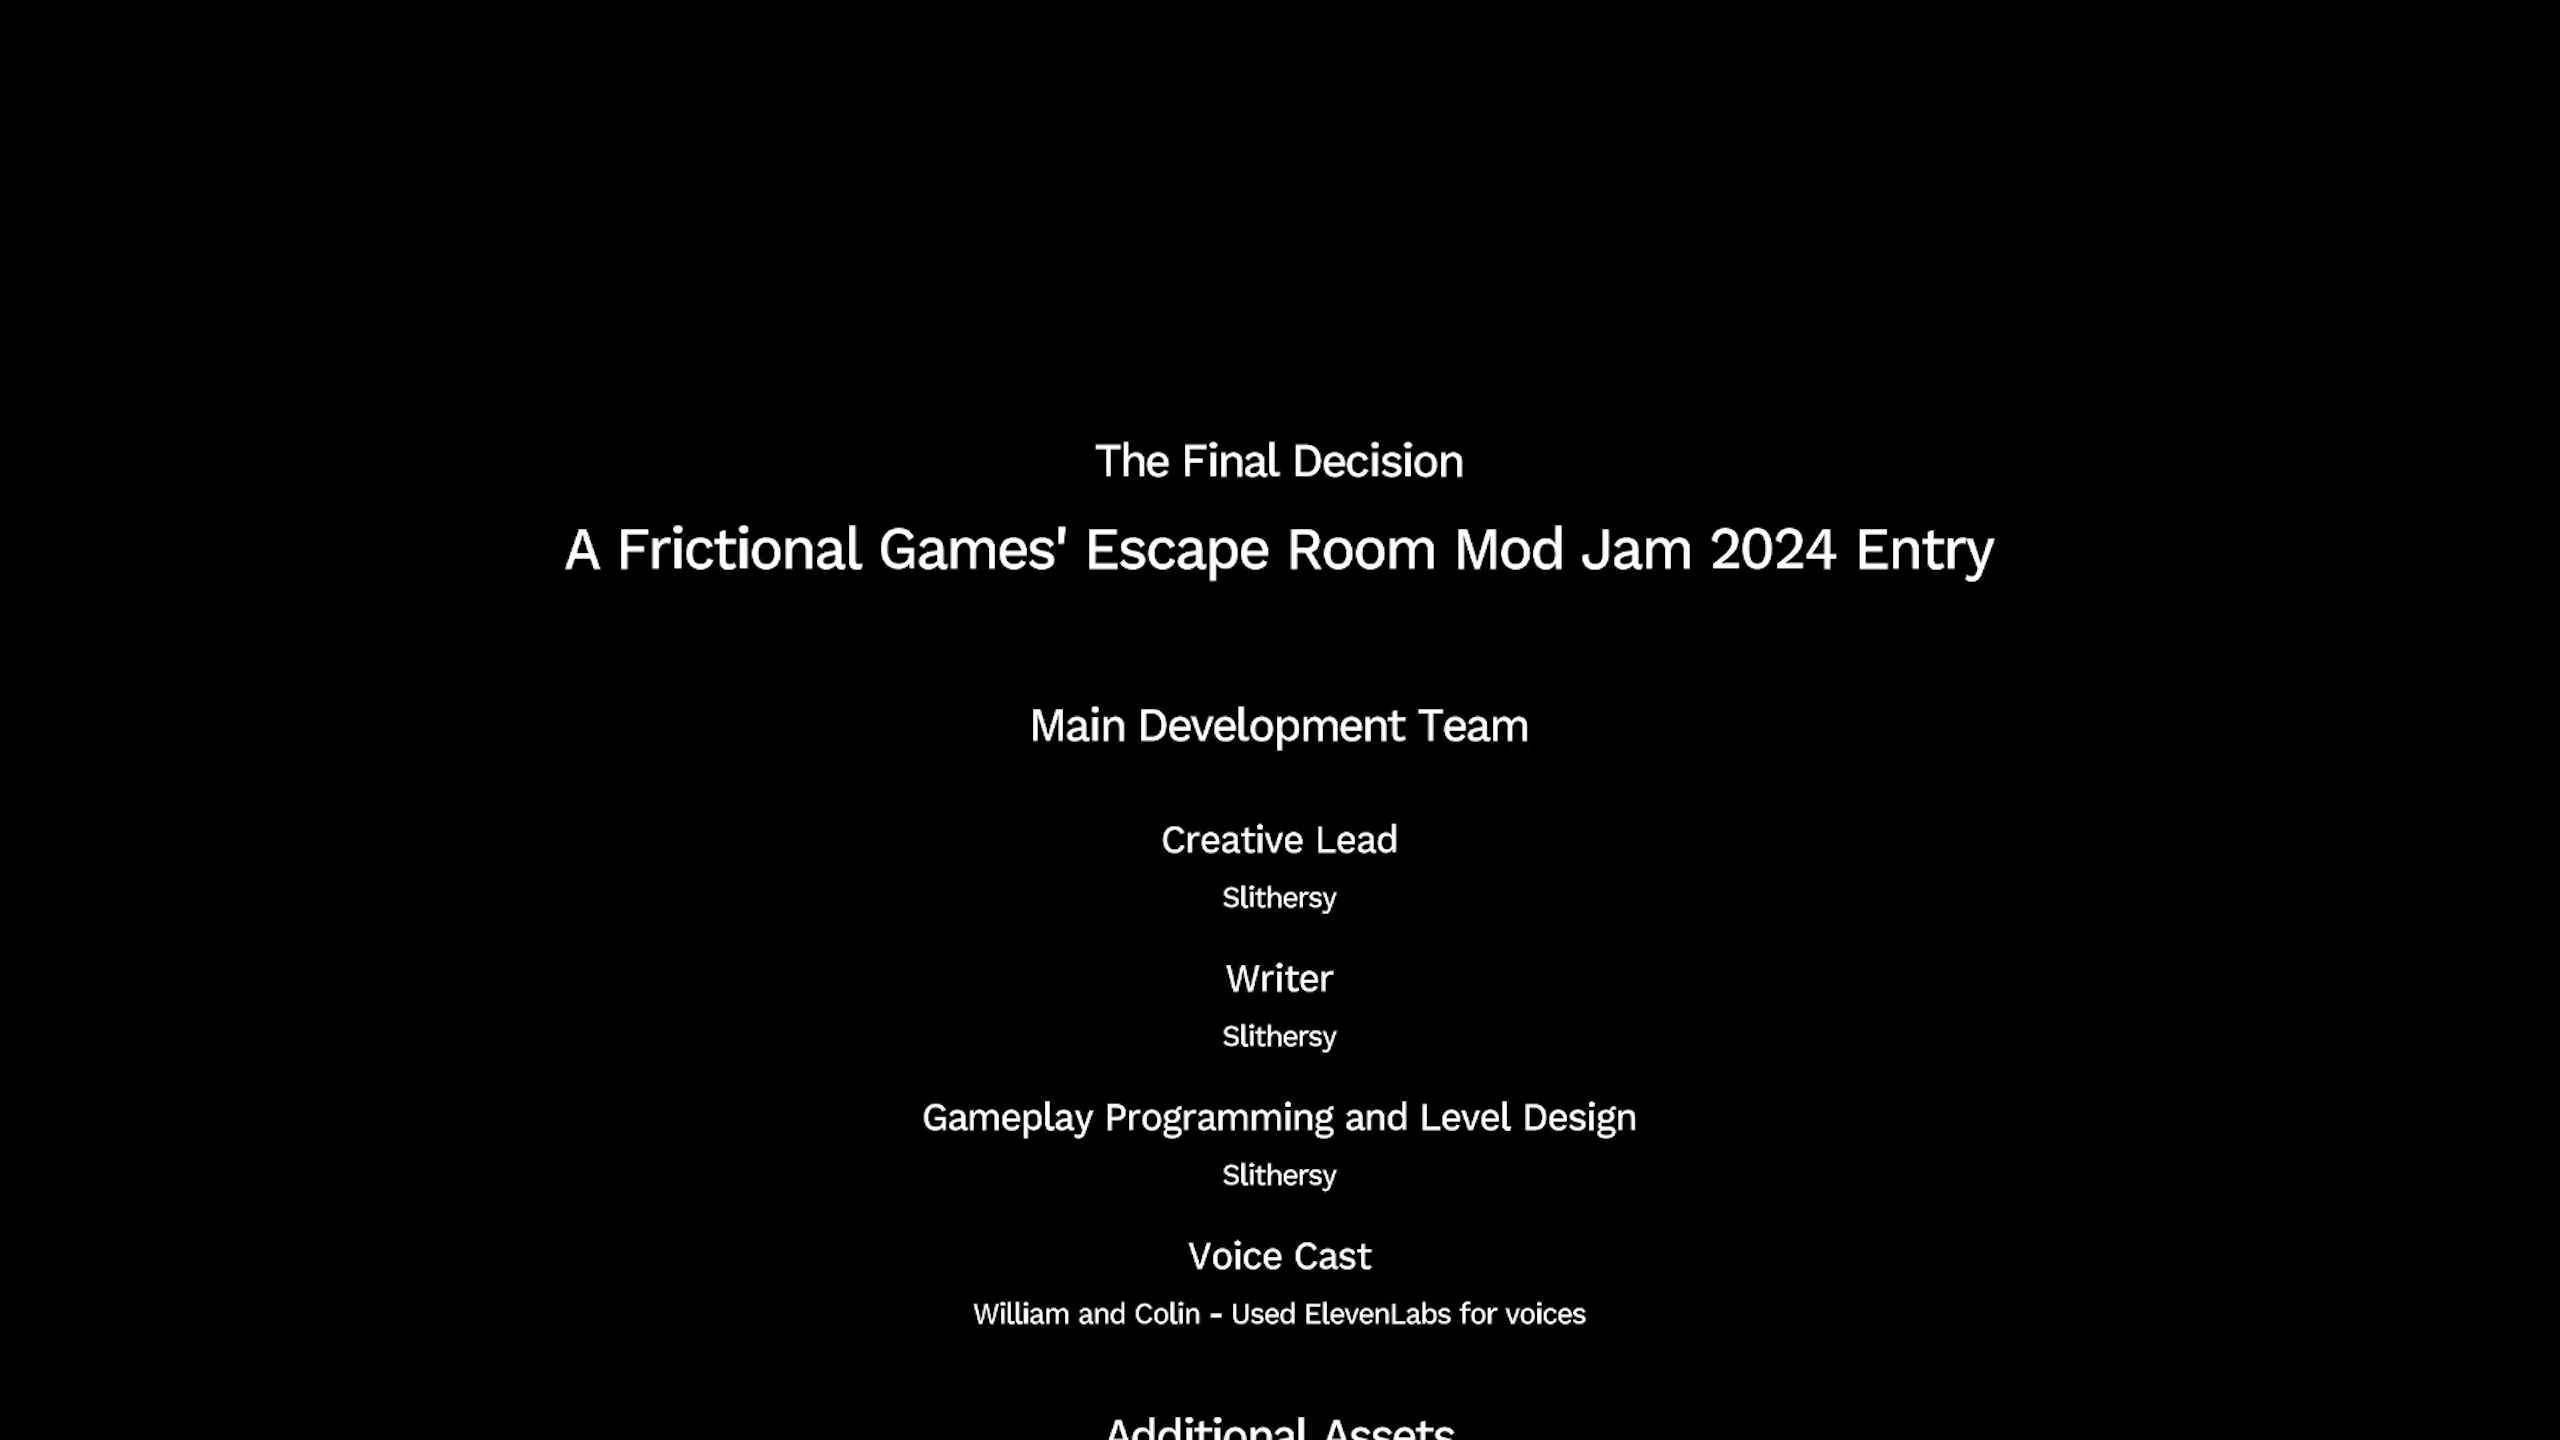 The Final Decision
A Frictional Games' Escape Room Mod Jam 2024 Entry
Main Development Team
Creative Lead
Slithersy
Writer
Slithersy
Gameplay Programming and Level Design
Slithersy
Voice Cast
William and Colin - Used ElevenLabs for voices
Additional Assets